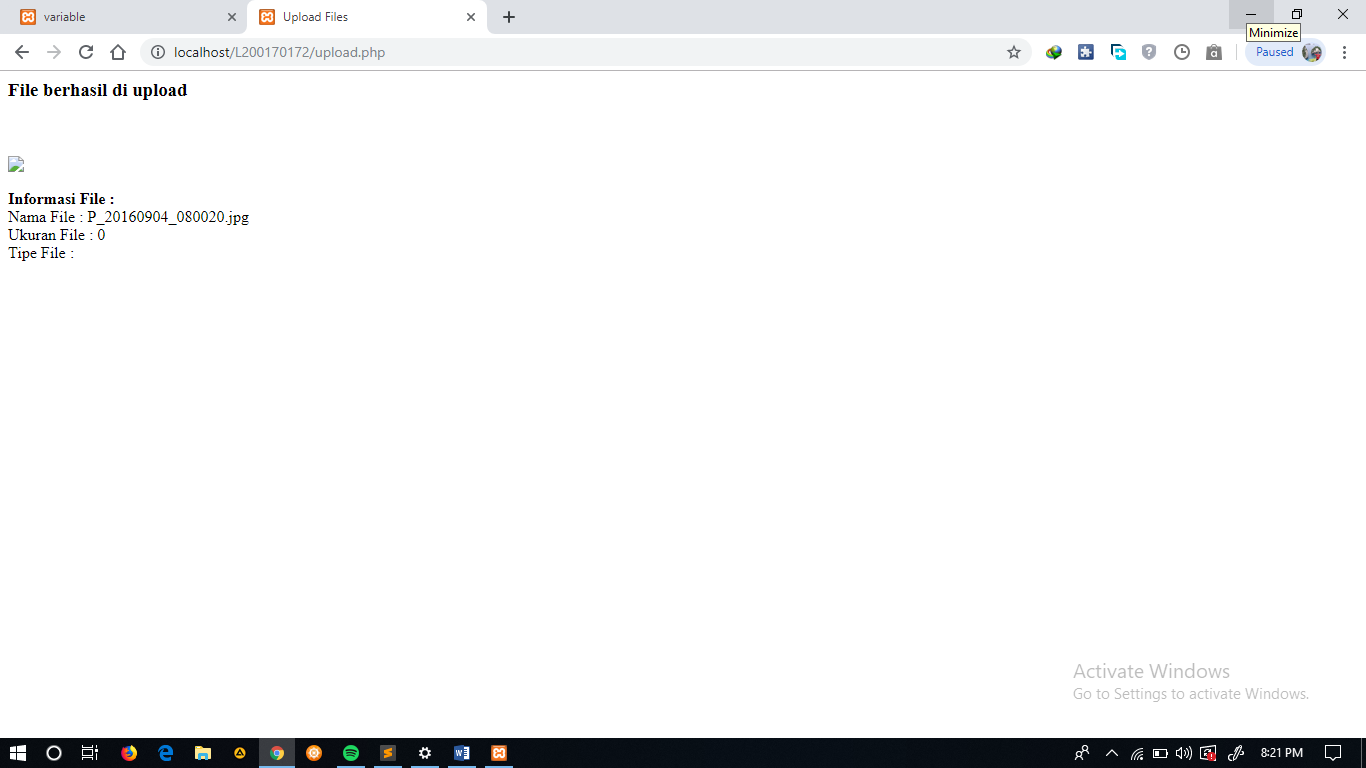 variable
Upload Files
Minimize
localhost/L200170172/upload.php
Paused
File berhasil di upload
Informasi File :
Nama File : P_20160904_080020.jpg
Ukuran File : 0
Tipe File :
Activate Windows
Go to Settings to activate Windows.
8:21 PM